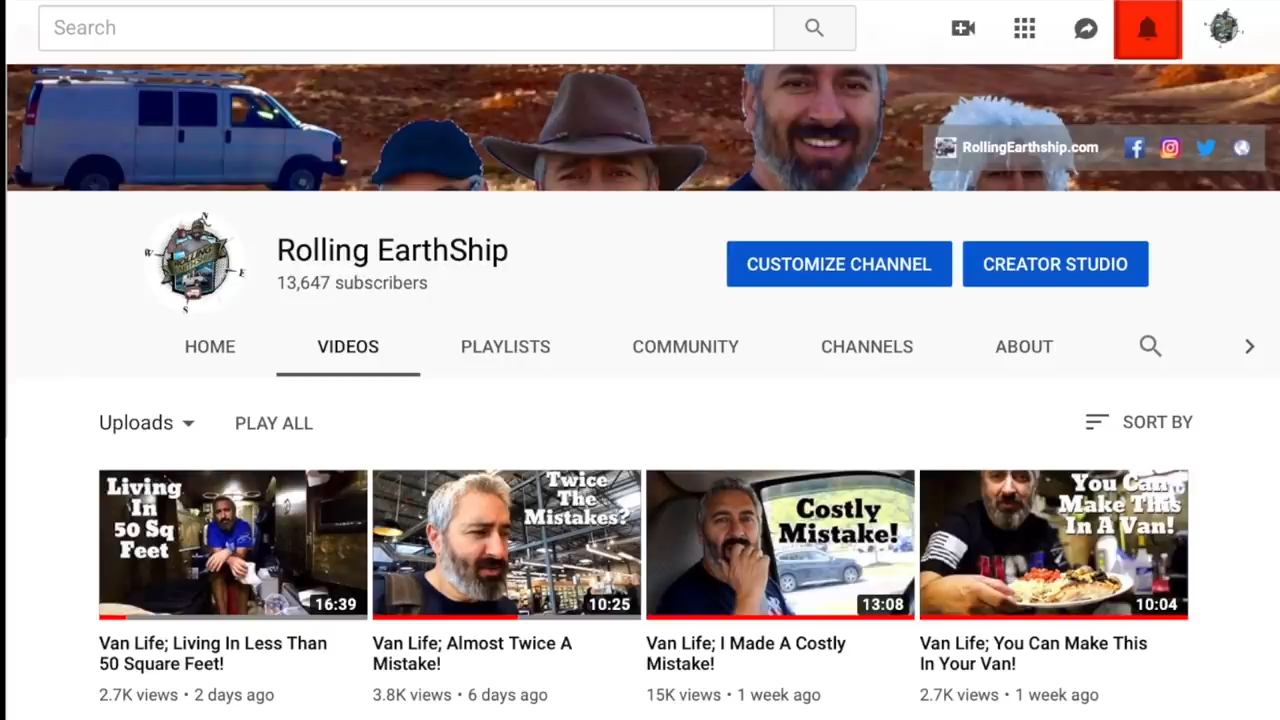 Search
RollingEarthship.com
N
W
ROLLING
E
S
Rolling EarthShip
13,647 subscribers
CUSTOMIZE CHANNEL
CREATOR STUDIO
HOME
VIDEOS
PLAYLISTS
COMMUNITY
CHANNELS
ABOUT
Uploads
PLAY ALL
SORT BY
Living
In
50 Sq
Feet
16:39
Twice
The
Mistakes?
10:25
Costly
Mistake!
13:08
You Can
Make This
In A Van!
10:04
Van Life; Living In Less Than
50 Square Feet!
2.7K views • 2 days ago
Van Life; Almost Twice A
Mistake!
3.8K views • 6 days ago
Van Life; I Made A Costly
Mistake!
15K views • 1 week ago
Van Life; You Can Make This
In Your Van!
2.7K views • 1 week ago